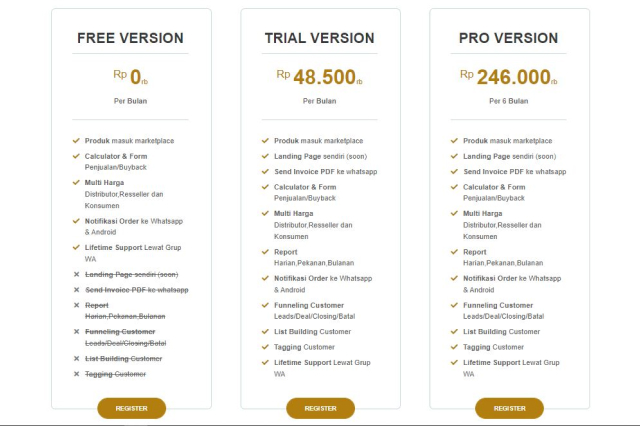 FREE VERSION
Rp 0rb
Per Bulan
Produk masuk marketplace
Calculator & Form
Penjualan/Buyback
Multi Harga
Distributor,Resseller dan
Konsumen
Notifikasi Order ke Whatsapp
& Android
Lifetime Support Lewat Grup
WA
Landing Page sendiri (soon)
Send Invoice PDF ke whatsapp
Report
Harian,Pekanan,Bulanan
Funneling Customer
Leads/Deal/Closing/Batal
List Building Customer
Tagging Customer
REGISTER
TRIAL VERSION
Rp 48.500rb
Per Bulan
Produk masuk marketplace
Landing Page sendiri (soon)
Send Invoice PDF ke whatsapp
Calculator & Form
Penjualan/Buyback
Multi Harga
Distributor,Resseller dan
Konsumen
Report
Harian,Pekanan,Bulanan
Notifikasi Order ke Whatsapp
& Android
Funneling Customer
Leads/Deal/Closing/Batal
List Building Customer
Tagging Customer
Lifetime Support Lewat Grup
WA
REGISTER
PRO VERSION
Rp 246.000rb
Per 6 Bulan
Produk masuk marketplace
Landing Page sendiri (soon)
Send Invoice PDF ke whatsapp
Calculator & Form
Penjualan/Buyback
Multi Harga
Distributor,Resseller dan
Konsumen
Report
Harian,Pekanan,Bulanan
Notifikasi Order ke Whatsapp
& Android
Funneling Customer
Leads/Deal/Closing/Batal
List Building Customer
Tagging Customer
Lifetime Support Lewat Grup
WA
REGISTER